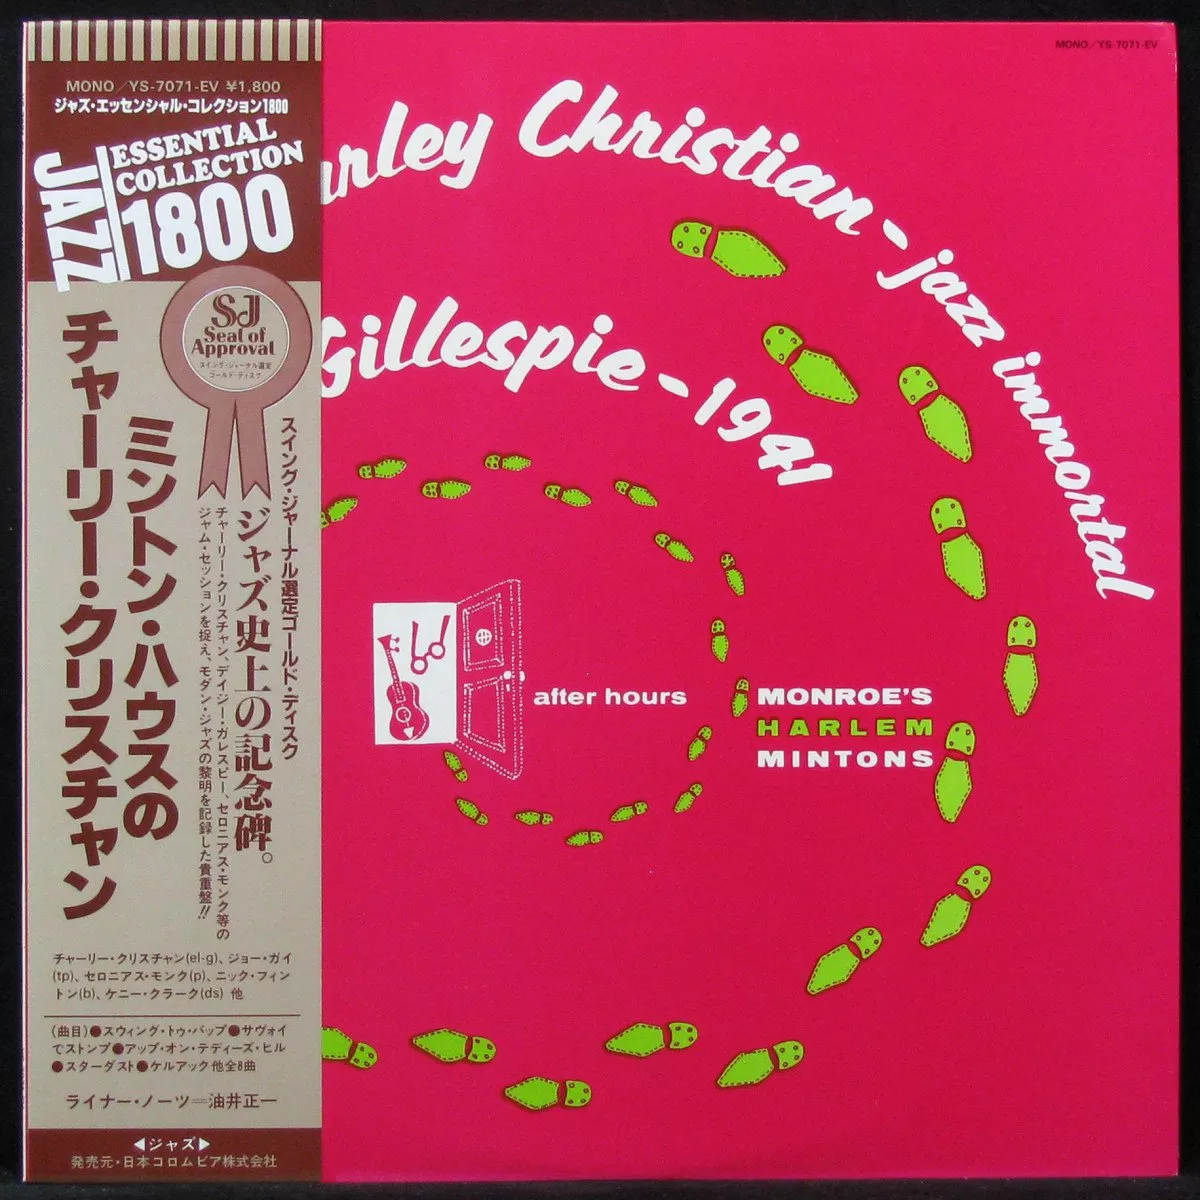 MONO/YS-7071-EV ¥1,800
ジャズ・エッセンシャル・コレクション1800
JAZZ
ESSENTIAL
COLLECTION
1800
SJ
Seal of
Approval
スイング・ジャーナル選定
ゴールド・ディスク
スイング・ジャーナル選定ゴールド・ディスク
ジャズ史上の記念碑。
チャーリー・クリスチャン、デイジー・ガレスピー、セロニアス・モンク等の
ジャム・セッションを捉え、モダン・ジャズの黎明を記録した貴重盤!!
ミントン・ハウスの
チャーリー・クリスチャン
チャーリー・クリスチャン(el-g)、ジョー・ガイ
(tp)、セロニアス・モンク(p)、ニック・フィン
トン(b)、ケニー・クラーク(ds) 他
(曲目)●スウィング・トゥ・バップ●サヴォイ
でストンプ●アップ・オン・テディーズ・ヒル
●スターダスト●ケルアック 他全8曲
ライナー・ノーツ=油井正一
◀ジャズ▶
発売元・日本コロムビア株式会社
MONO/YS-7071-EV
arley Christian-jazz immortal
Gillespie-1941
after hours
MONROE'S
HARLEM
MINTONS